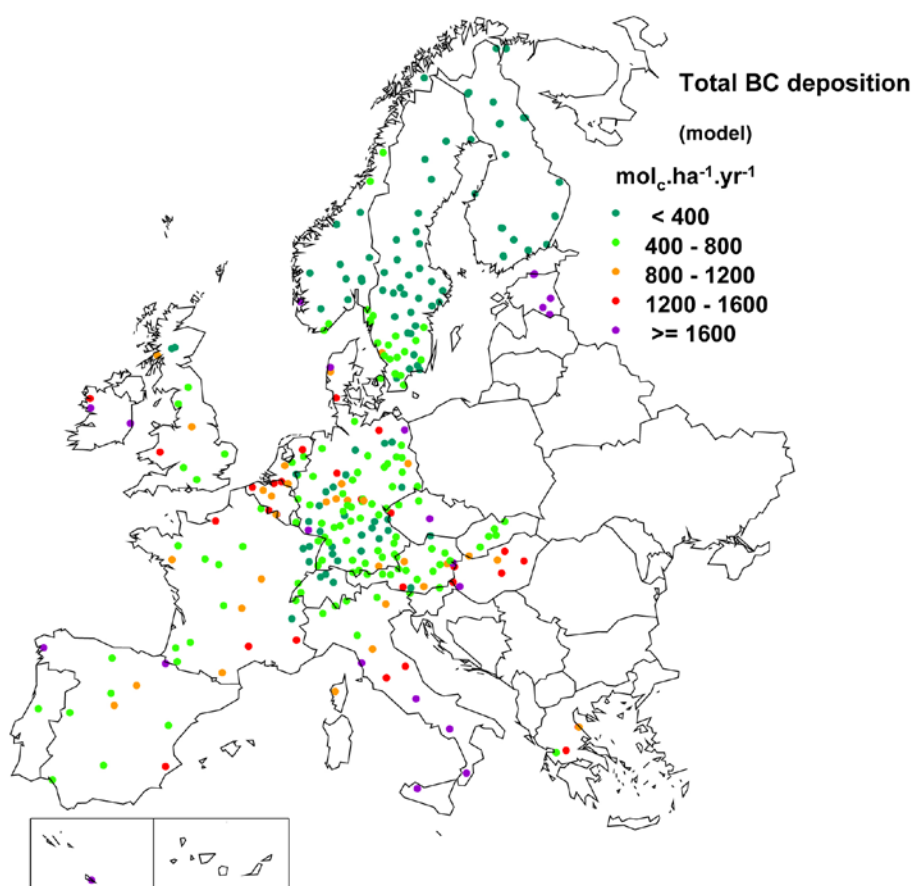 Total BC deposition
(model)
molc.ha-1.yr-1
< 400
400 - 800
800 - 1200
1200 - 1600
>= 1600